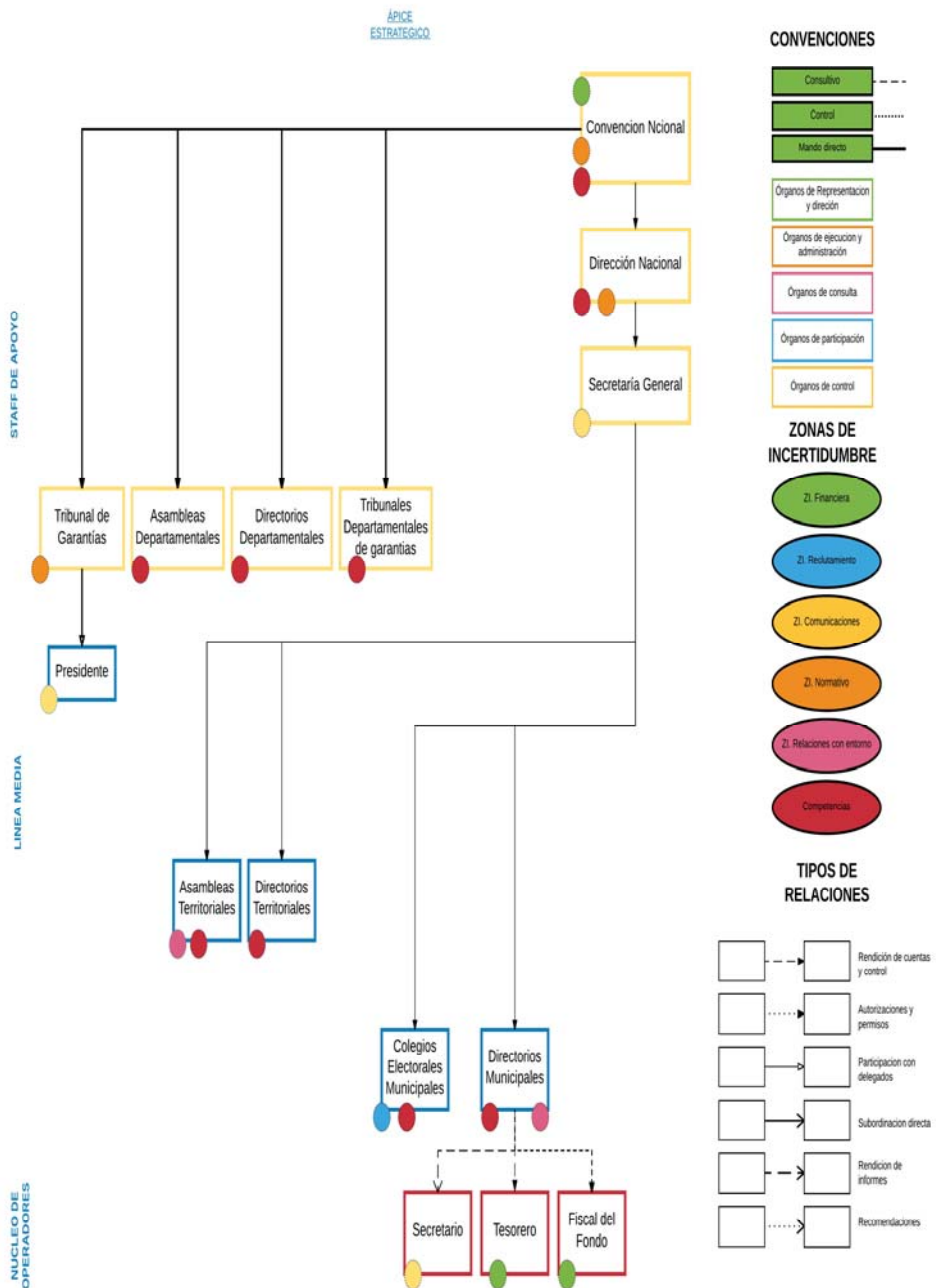 ÁPICE
ESTRATEGICO
STAFF DE APOYO
LINEA MEDIA
NUCLEO DE
OPERADORES
Convencion Ncional
Dirección Nacional
Secretaría General
Tribunal de
Garantías
Asambleas
Departamentales
Directorios
Departamentales
Tribunales
Departamentales
de garantias
Presidente
Asambleas
Territoriales
Directorios
Territoriales
Colegios
Electorales
Municipales
Directorios
Municipales
Secretario
Tesorero
Fiscal del
Fondo
CONVENCIONES
Consultivo
Control
Mando directo
Órganos de Representacion
y direción
Órganos de ejecucion y
administración
Órganos de consulta
Órganos de participación
Órganos de control
ZONAS DE
INCERTIDUMBRE
ZI. Financiera
ZI. Reclutamiento
ZI. Comunicaciones
ZI. Normativo
ZI. Relaciones con entorno
Competencias
TIPOS DE
RELACIONES
Rendición de cuentas
y control
Autorizaciones y
permisos
Participacion con
delegados
Subordinacion directa
Rendicion de
informes
Recomendaciones